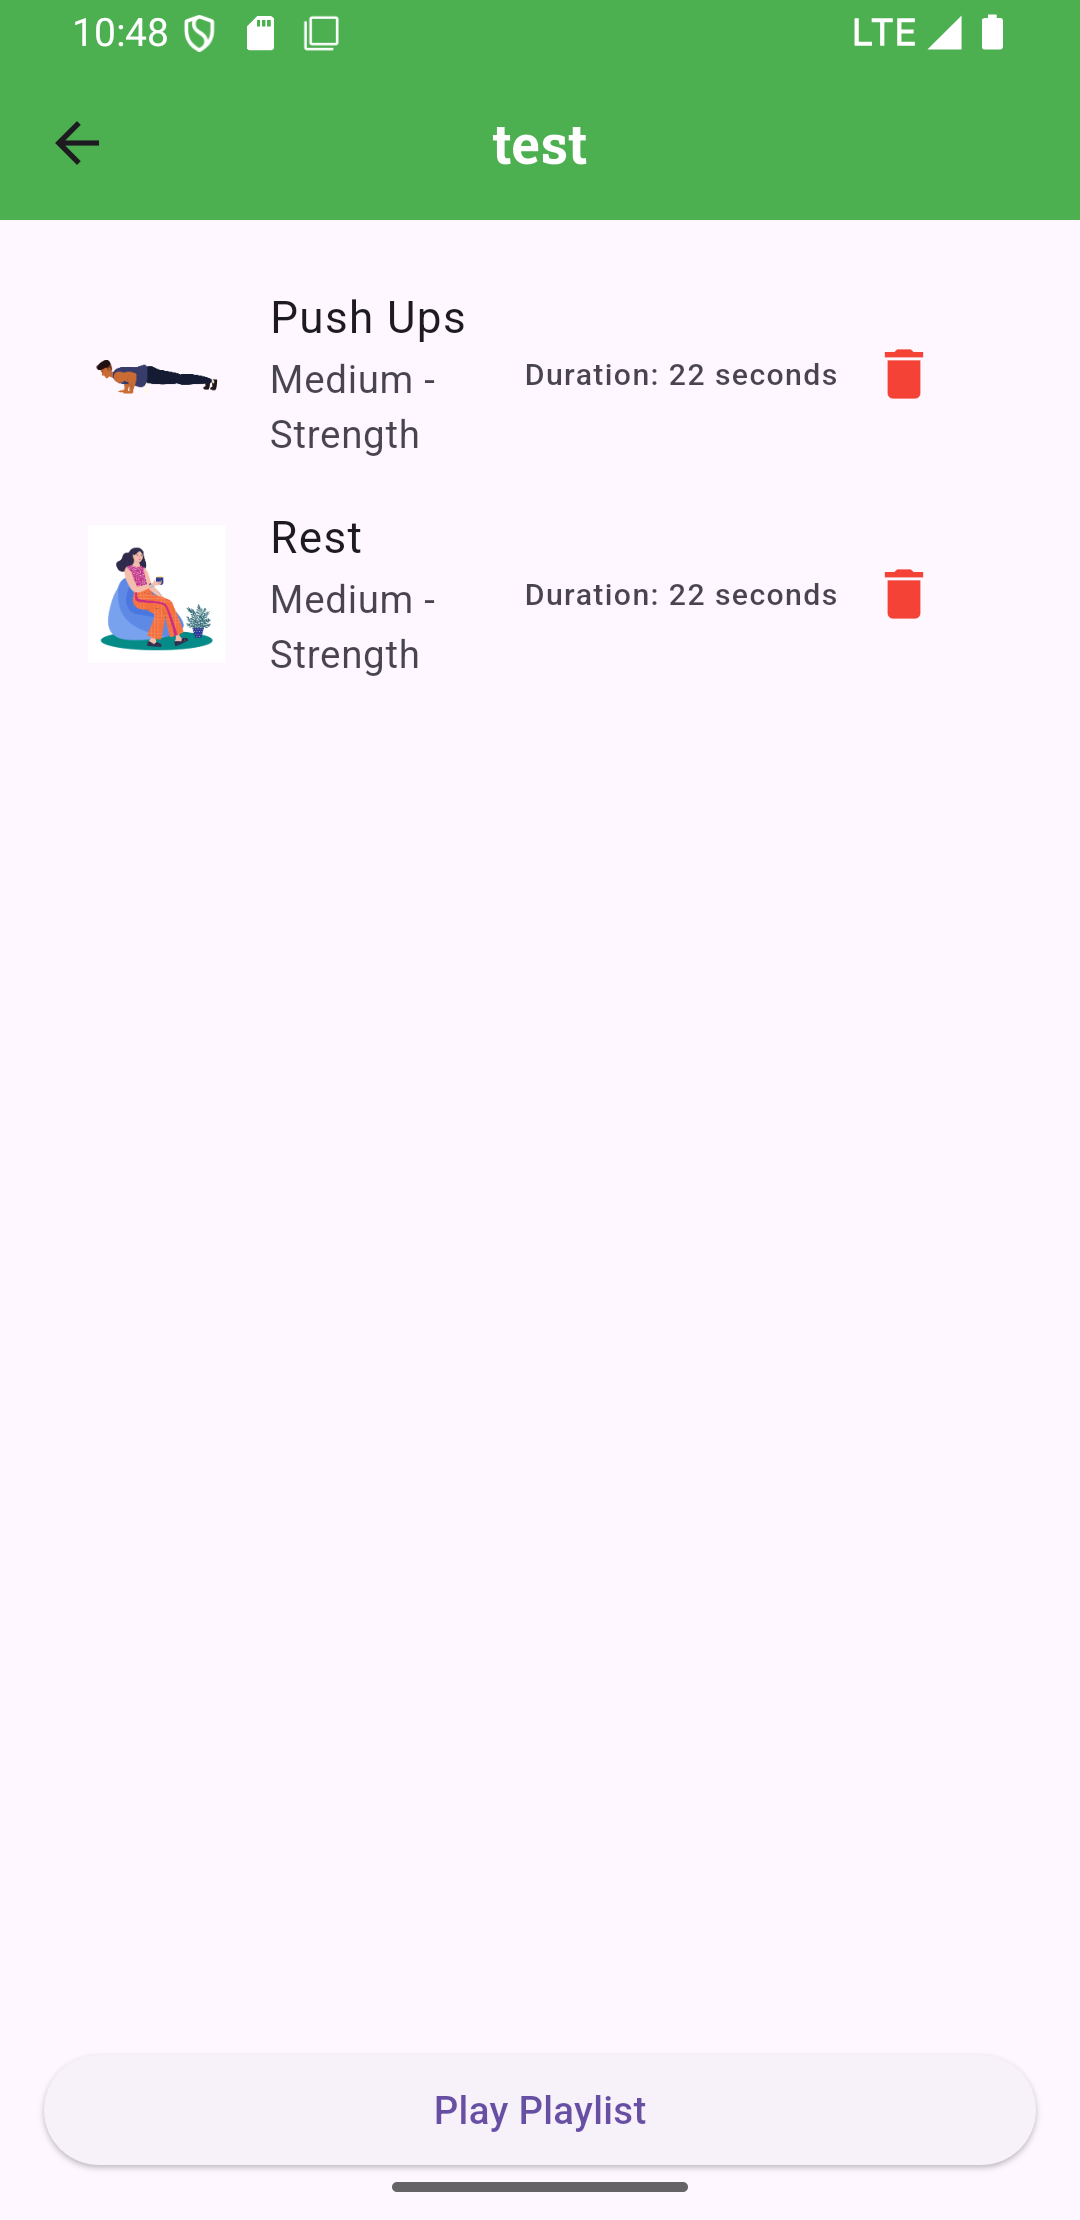 10:48
LTE
test
Push Ups
Medium -
Strength
Duration: 22 seconds
Rest
Medium -
Strength
Duration: 22 seconds
Play Playlist